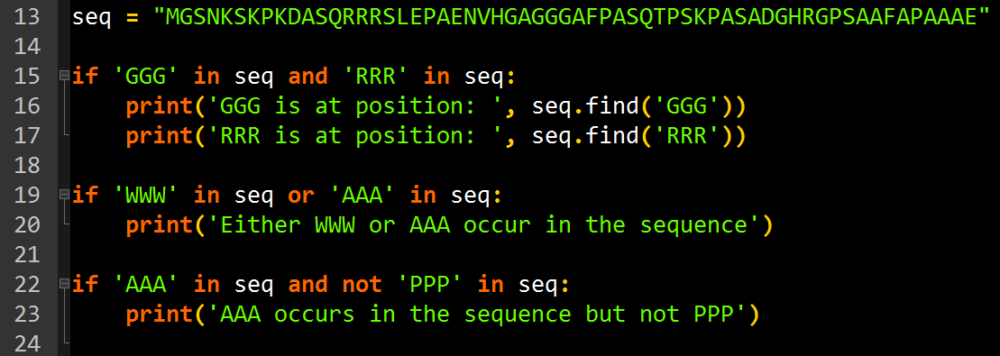 13 seq = "MGSNKSKPKDASQRRRSLEPAENVHGAGGGAFPASQTPSKPASADGHRGPSAAFAPAAAE"
14
15 if 'GGG' in seq and 'RRR' in seq:
16     print('GGG is at position: ', seq.find('GGG'))
17     print('RRR is at position: ', seq.find('RRR'))
18
19 if 'WWW' in seq or 'AAA' in seq:
20     print('Either WWW or AAA occur in the sequence')
21
22 if 'AAA' in seq and not 'PPP' in seq:
23     print('AAA occurs in the sequence but not PPP')
24